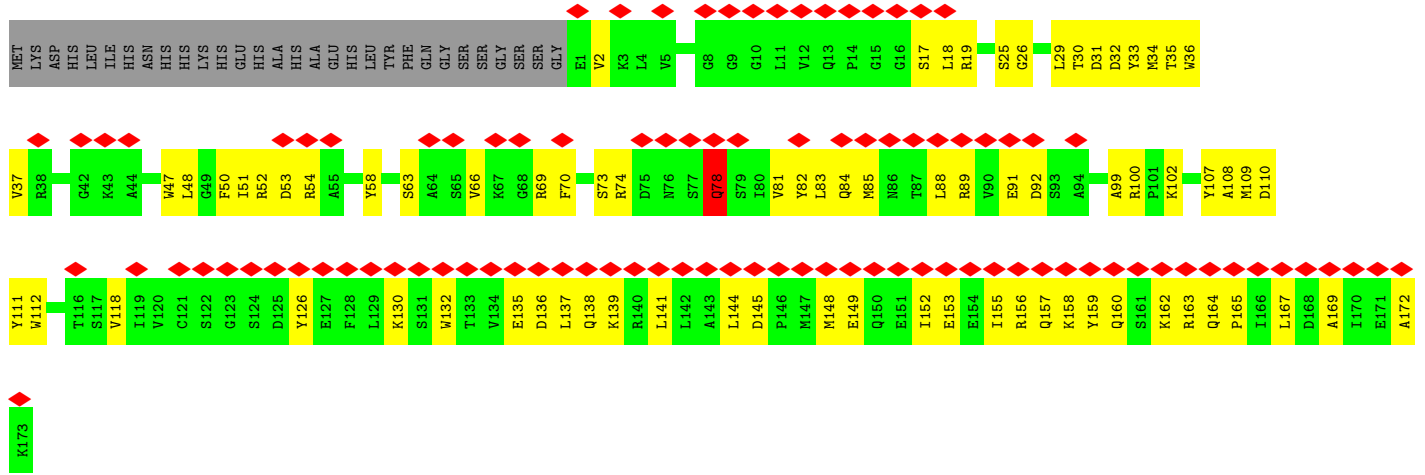 MET LYS ASP HIS LEU ILE HIS ASN HIS HIS LYS HIS GLU HIS ALA HIS ALA GLU HIS LEU TYR PHE GLN GLY SER SER GLY SER SER GLY E1 V2 K3 L4 V5 G8 G9 G10 L11 V12 Q13 P14 G15 G16 S17 L18 R19 S25 G26 L29 T30 D31 D32 Y33 M34 T35 W36
V37 R38 G42 K43 A44 W47 L48 G49 F50 I51 R52 D53 R54 A55 Y58 S63 A64 S65 V66 K67 G68 R69 F70 S73 R74 D75 N76 S77 Q78 S79 I80 V81 Y82 L83 Q84 M85 N86 T87 L88 R89 V90 E91 D92 S93 A94 A99 R100 P101 K102 Y107 A108 M109 D110
Y111 W112 T116 S117 V118 I119 V120 C121 S122 G123 S124 D125 Y126 E127 F128 L129 K130 S131 W132 T133 V134 E135 D136 L137 Q138 K139 R140 L141 L142 A143 L144 D145 P146 M147 M148 E149 Q150 E151 I152 E153 E154 I155 R156 Q157 K158 Y159 Q160 S161 K162 R163 Q164 P165 I166 L167 D168 A169 I170 E171 A172
K173